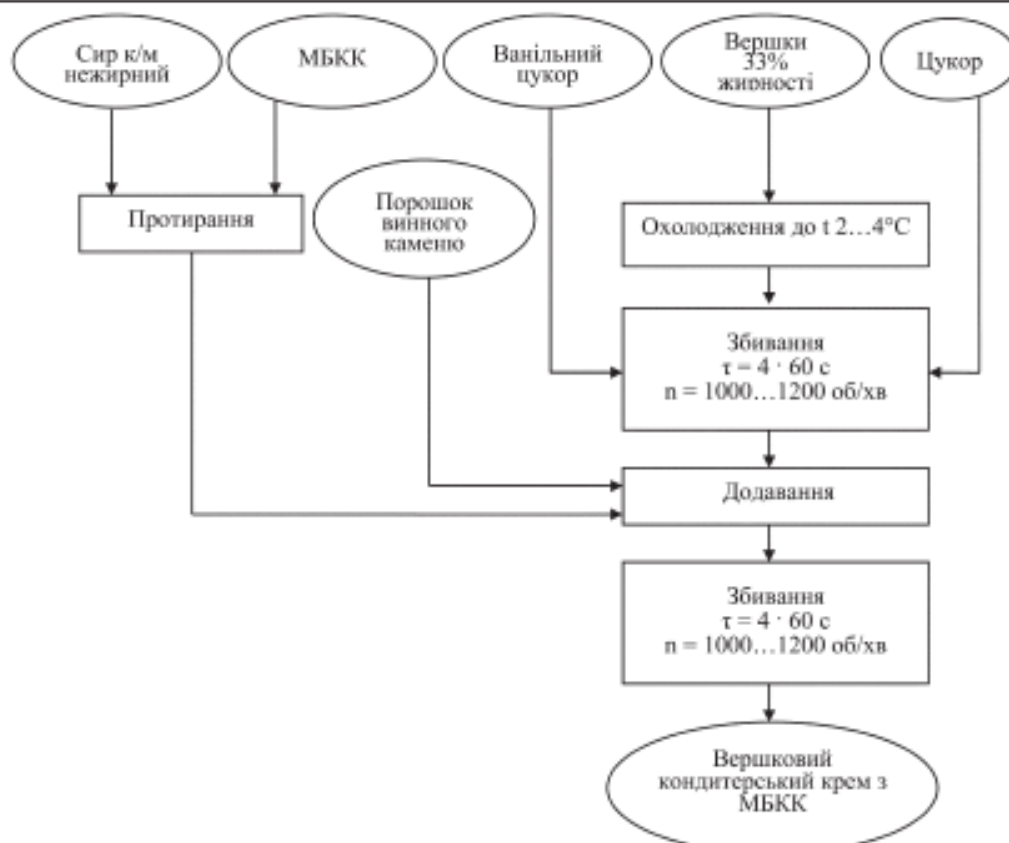 Сир к/м
нежирний
МБКК
Ванільний
цукор
Вершки
33%
жирності
Цукор
Протирання
Порошок
винного
каменю
Охолодження до t 2…4°C
Збивання
τ = 4 · 60 с
n = 1000…1200 об/хв
Додавання
Збивання
τ = 4 · 60 с
n = 1000…1200 об/хв
Вершковий
кондитерський крем з
МБКК